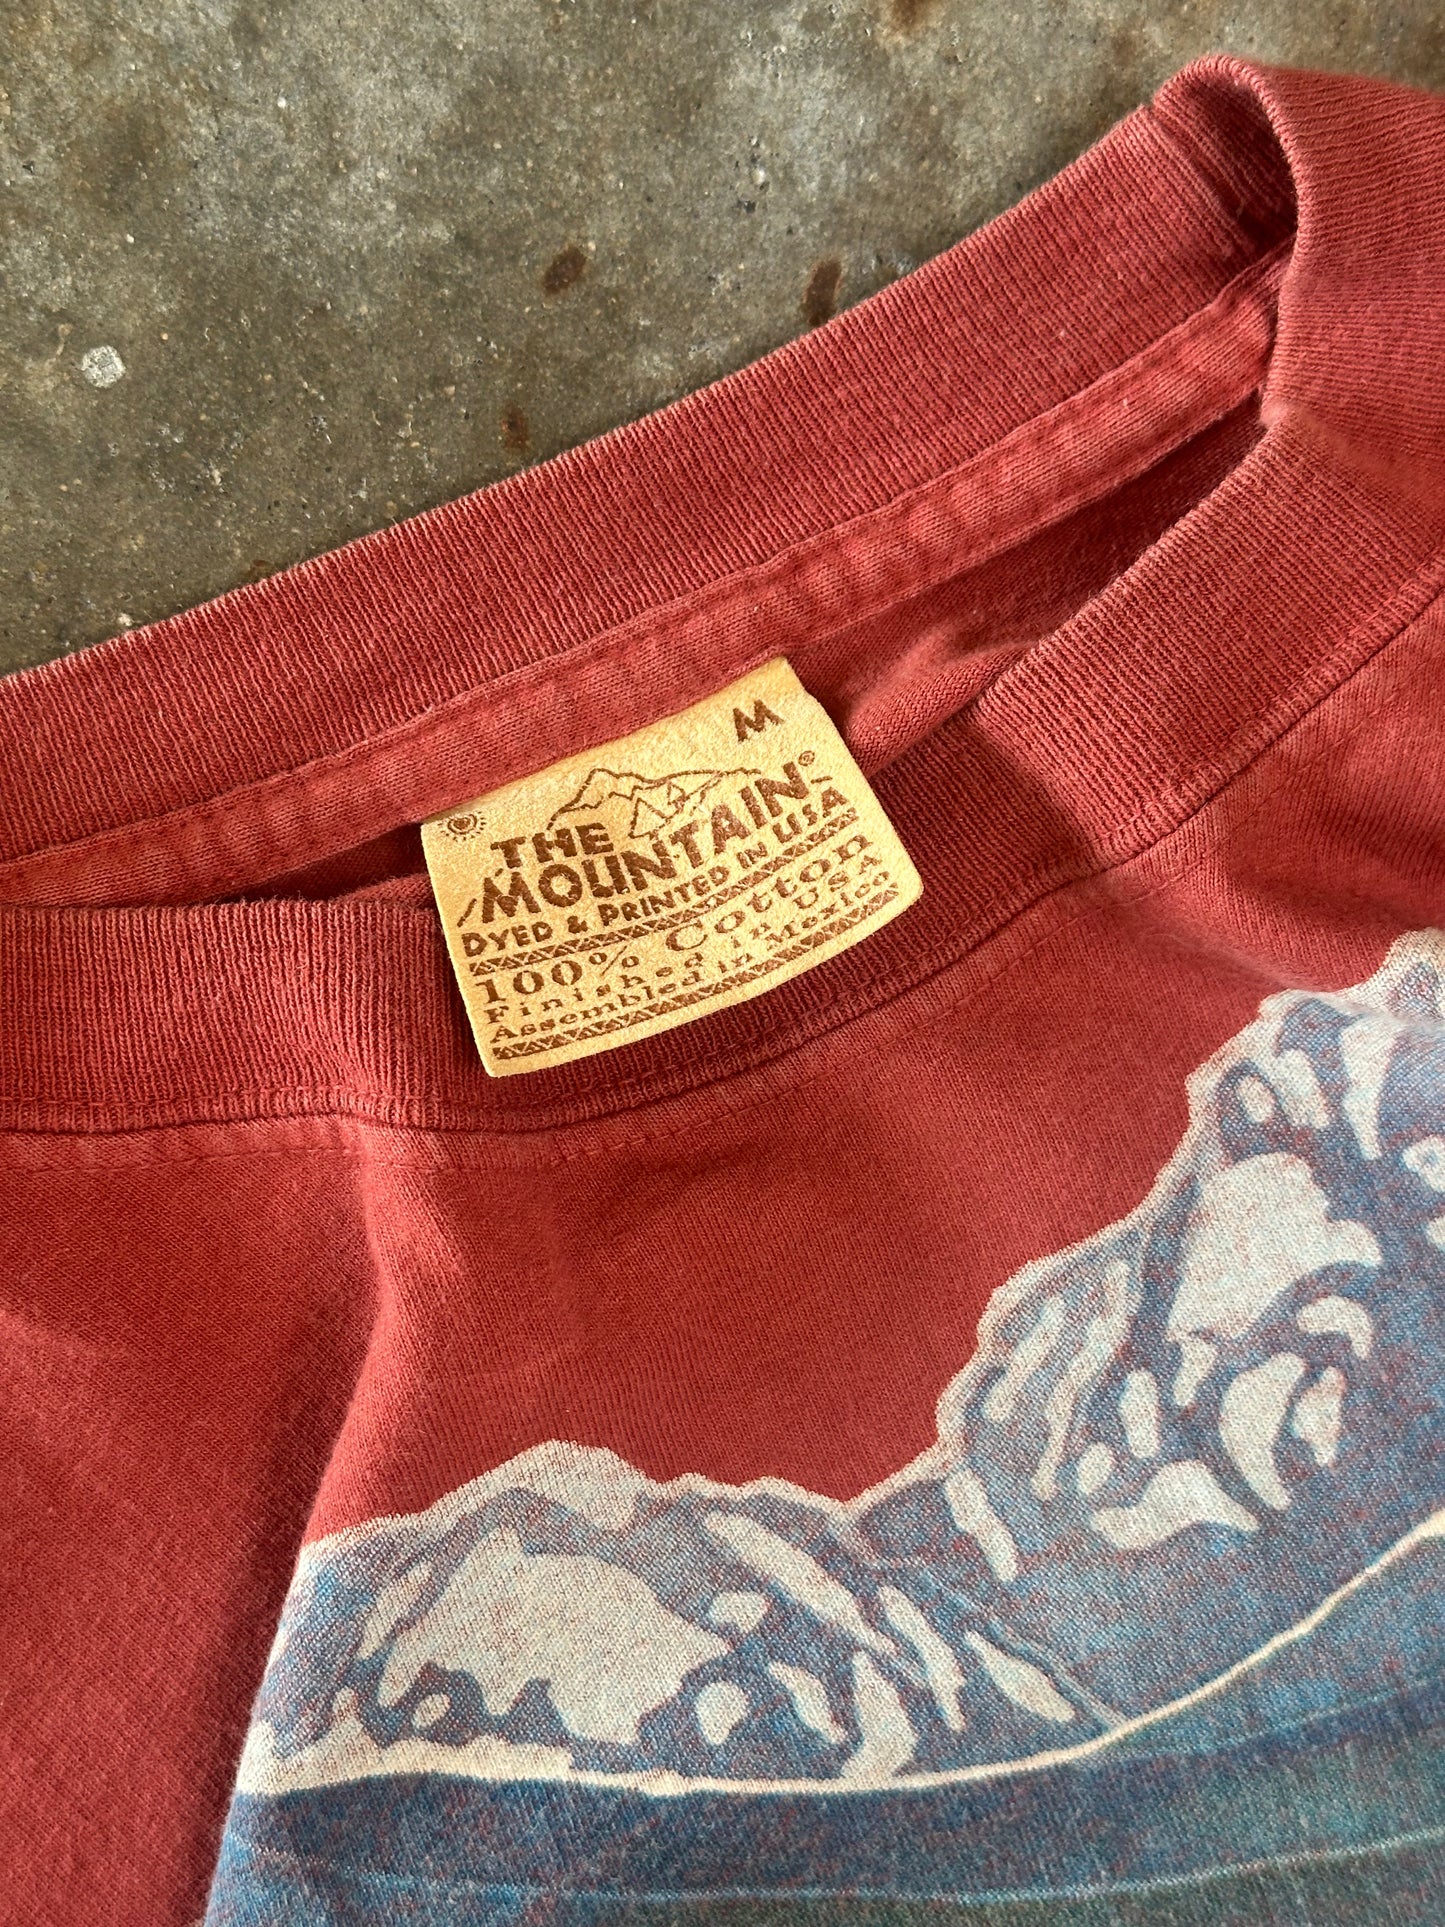 M
THE
MOUNTAIN®
DYED & PRINTED IN USA
100% Cotton
Finished in USA
Assembled in Mexico